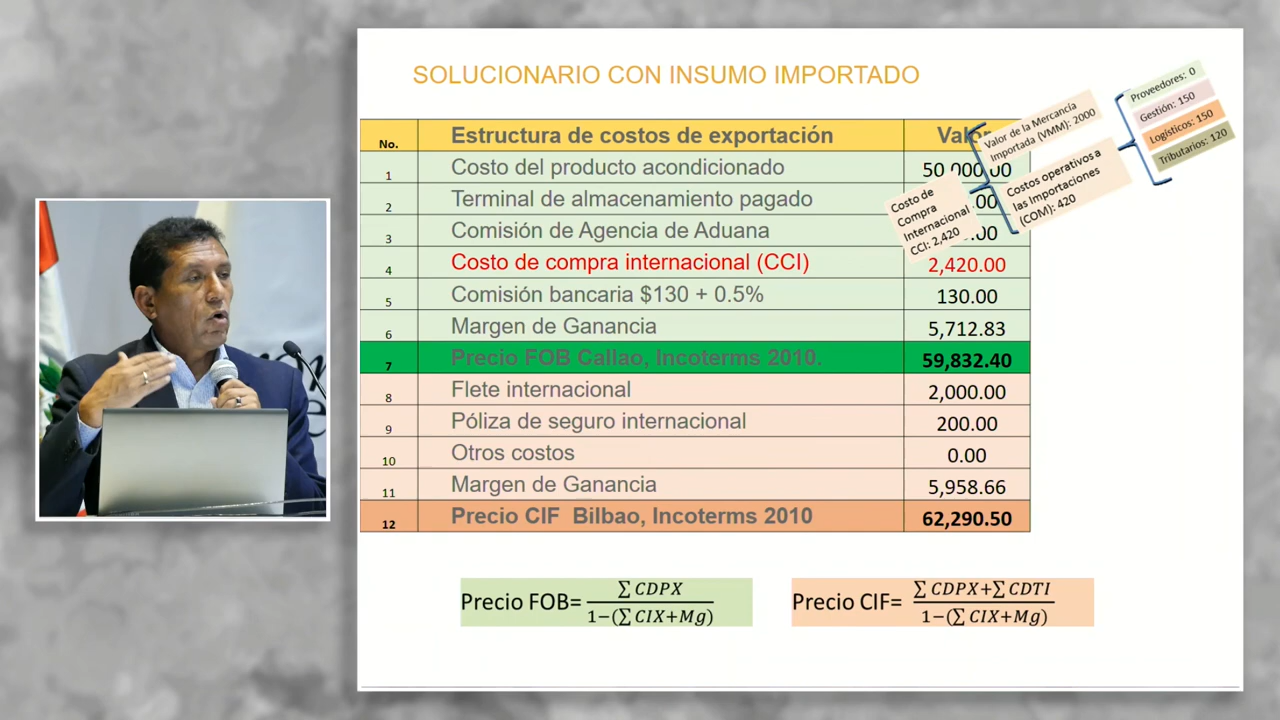 SOLUCIONARIO CON INSUMO IMPORTADO
No. Estructura de costos de exportación Valor
1 Costo del producto acondicionado 50,000.00
2 Terminal de almacenamiento pagado .00
3 Comisión de Agencia de Aduana .00
4 Costo de compra internacional (CCI) 2,420.00
5 Comisión bancaria $130 + 0.5% 130.00
6 Margen de Ganancia 5,712.83
7 Precio FOB Callao, Incoterms 2010. 59,832.40
8 Flete internacional 2,000.00
9 Póliza de seguro internacional 200.00
10 Otros costos 0.00
11 Margen de Ganancia 5,958.66
12 Precio CIF Bilbao, Incoterms 2010 62,290.50
Costo de
Compra
Internacional
CCI: 2,420
Valor de la Mercancía
Importada (VMM): 2000
Costos operativos a
las Importaciones
(COM): 420
Proveedores: 0
Gestión: 150
Logísticos: 150
Tributarios: 120
Precio FOB= ∑CDPX / 1−(∑CIX+Mg)
Precio CIF= ∑CDPX+∑CDTI / 1−(∑CIX+Mg)